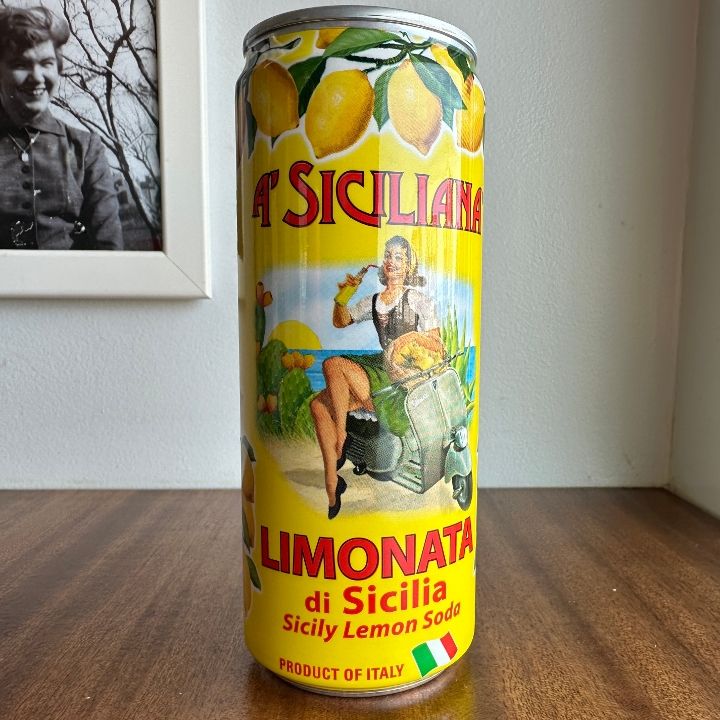 A' SICILIANA
LIMONATA
di Sicilia
Sicily Lemon Soda
PRODUCT OF ITALY